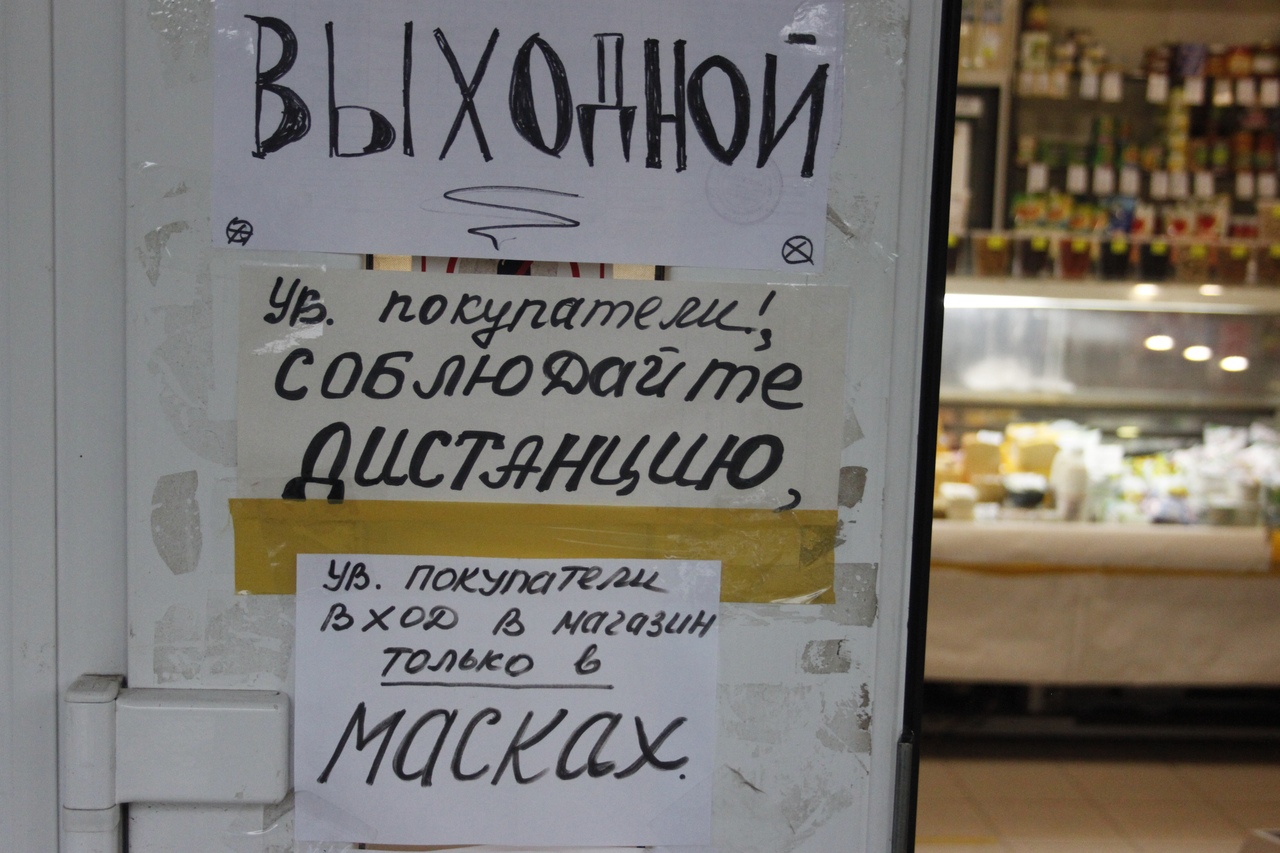 ВЫХОДНОЙ
Ув. покупатели!,
СОБЛЮДайте
ДИСТАНЦИЮ,
Ув. покупатели
вход в магазин
только в
масках.